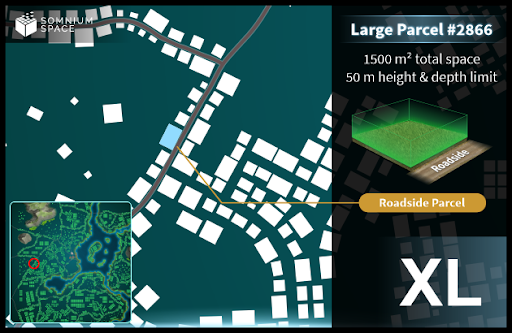 SOMNIUM
SPACE
Large Parcel #2866
1500 m² total space
50 m height & depth limit
Roadside
Roadside Parcel
XL